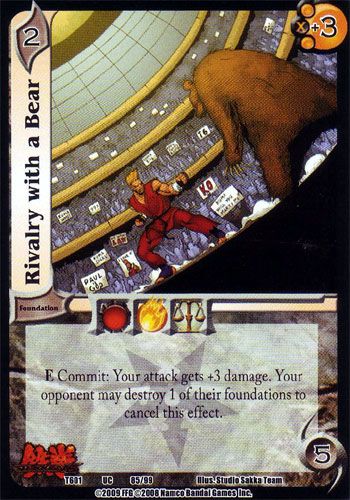 2
+3
Rivalry with a Bear
KO
PAUL
Foundation
E Commit: Your attack gets +3 damage. Your
opponent may destroy 1 of their foundations to
cancel this effect.
5
T601 UC 85/99 Illus. Studio Sakka Team
©2009 FFG ©2008 Namco Bandai Games Inc.